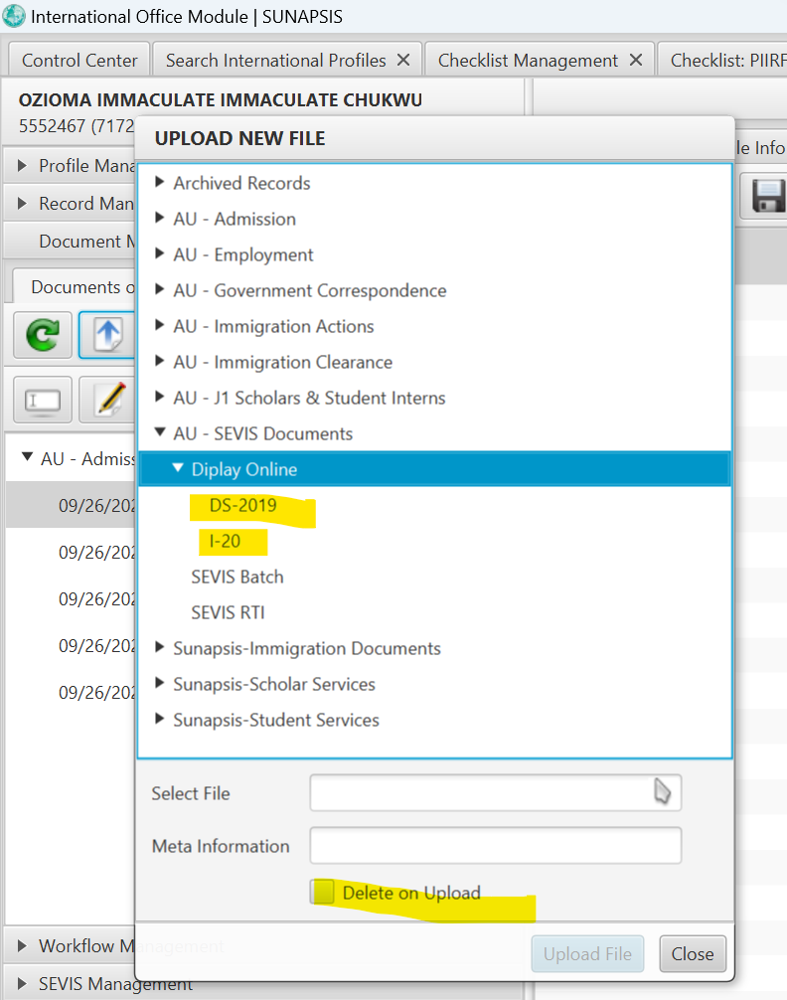 International Office Module | SUNAPSIS
Control Center
Search International Profiles
Checklist Management
Checklist: PIIRF
OZIOMA IMMACULATE IMMACULATE CHUKWU
5552467 (7172
UPLOAD NEW FILE
le Info
Profile Mana
Record Man
Document M
Documents o
Archived Records
AU - Admission
AU - Employment
AU - Government Correspondence
AU - Immigration Actions
AU - Immigration Clearance
AU - J1 Scholars & Student Interns
AU - SEVIS Documents
Diplay Online
DS-2019
I-20
SEVIS Batch
SEVIS RTI
Sunapsis-Immigration Documents
Sunapsis-Scholar Services
Sunapsis-Student Services
AU - Admiss
09/26/202
09/26/202
09/26/202
09/26/202
09/26/202
Select File
Meta Information
Delete on Upload
Upload File
Close
Workflow Management
SEVIS Management